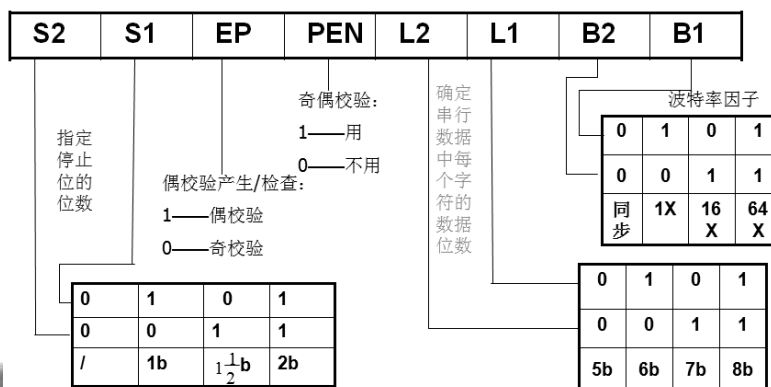 S2 S1 EP PEN L2 L1 B2 B1
奇偶校验：
1——用
0——不用
确定
串行
数据
中每
个字
符的
数据
位数
波特率因子
0 1 0 1
0 0 1 1
同步 1X 16X 64X
指定
停止
位的
位数
偶校验产生/检查：
1——偶校验
0——奇校验
0 1 0 1
0 0 1 1
/ 1b 1½b 2b
0 1 0 1
0 0 1 1
5b 6b 7b 8b